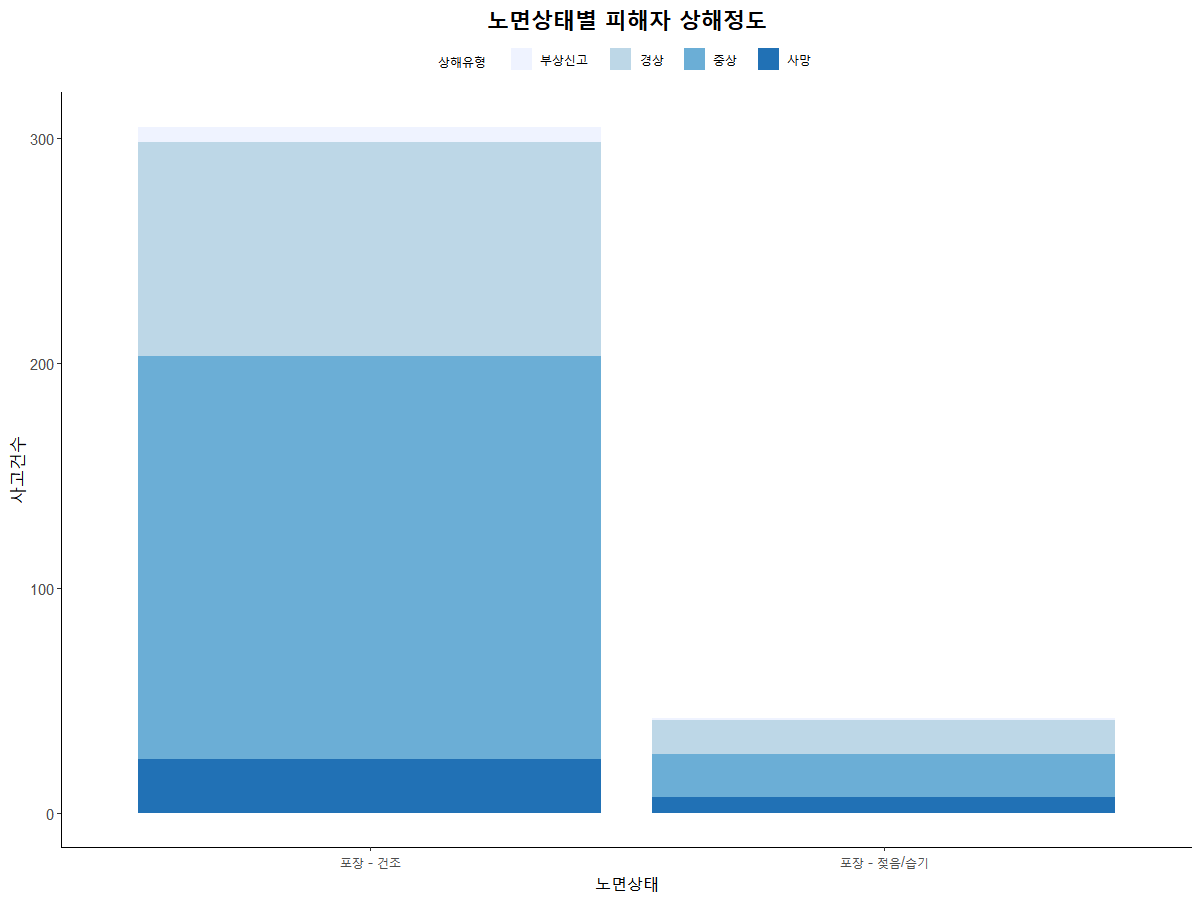 노면상태별 피해자 상해정도
상해유형 부상신고 경상 중상 사망
300
200
100
0
사고건수
포장 - 건조 포장 - 젖음/습기
노면상태